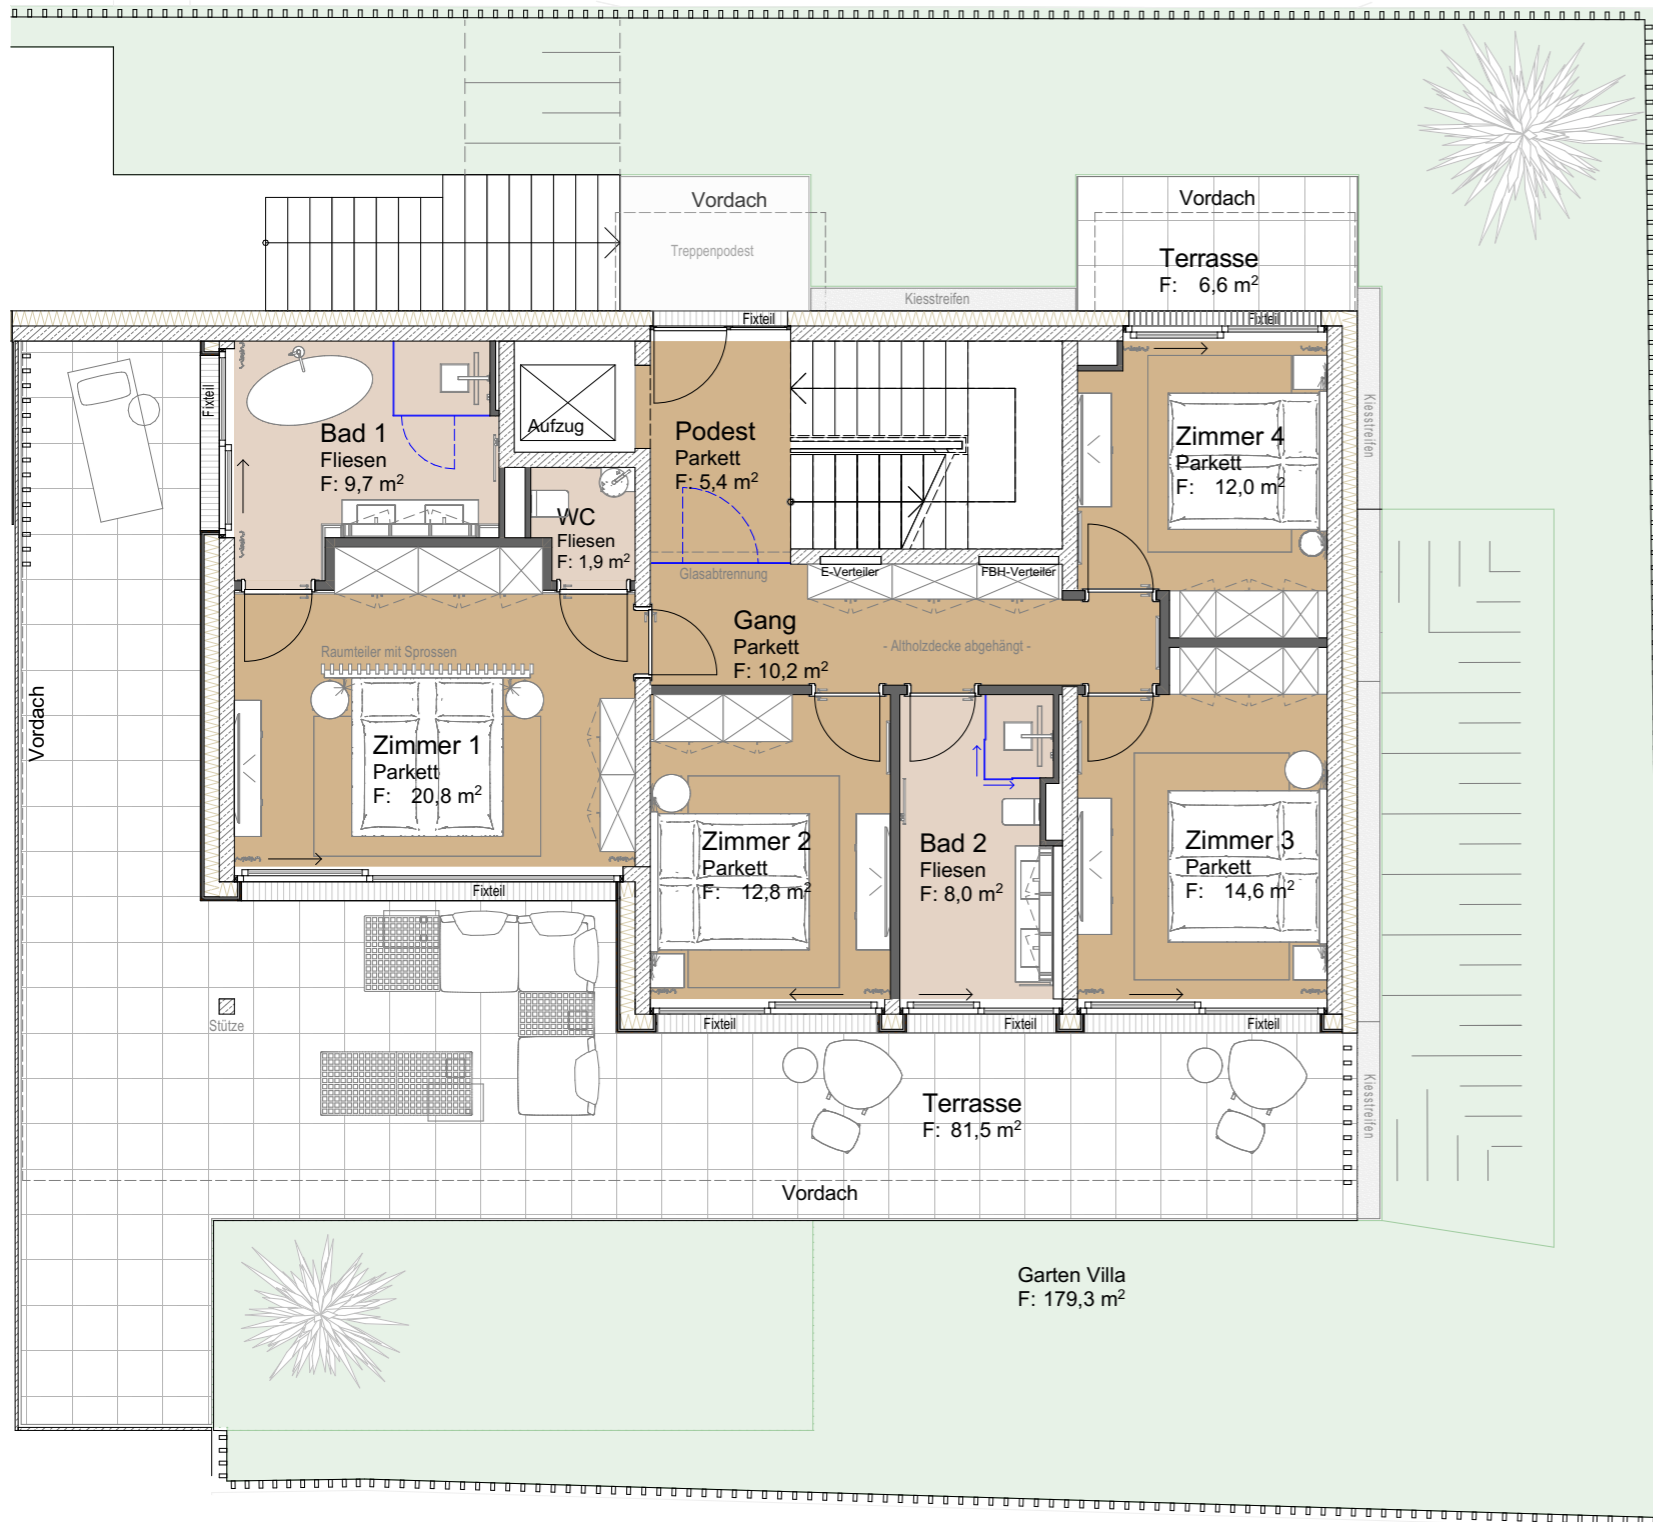 Vordach
Vordach
Treppenpodest
Terrasse
F: 6,6 m²
Kiesstreifen
Fixteil
Fixteil
Fixteil
Kiesstreifen
Bad 1
Fliesen
F: 9,7 m²
Aufzug
Podest
Parkett
F: 5,4 m²
Zimmer 4
Parkett
F: 12,0 m²
WC
Fliesen
F: 1,9 m²
Glasabtrennung
E-Verteiler
FBH-Verteiler
Gang
Parkett
F: 10,2 m²
- Altholzdecke abgehängt -
Raumteiler mit Sprossen
Vordach
Zimmer 1
Parkett
F: 20,8 m²
Zimmer 2
Parkett
F: 12,8 m²
Bad 2
Fliesen
F: 8,0 m²
Zimmer 3
Parkett
F: 14,6 m²
Fixteil
Stütze
Fixteil
Fixteil
Fixteil
Kiesstreifen
Terrasse
F: 81,5 m²
Vordach
Garten Villa
F: 179,3 m²